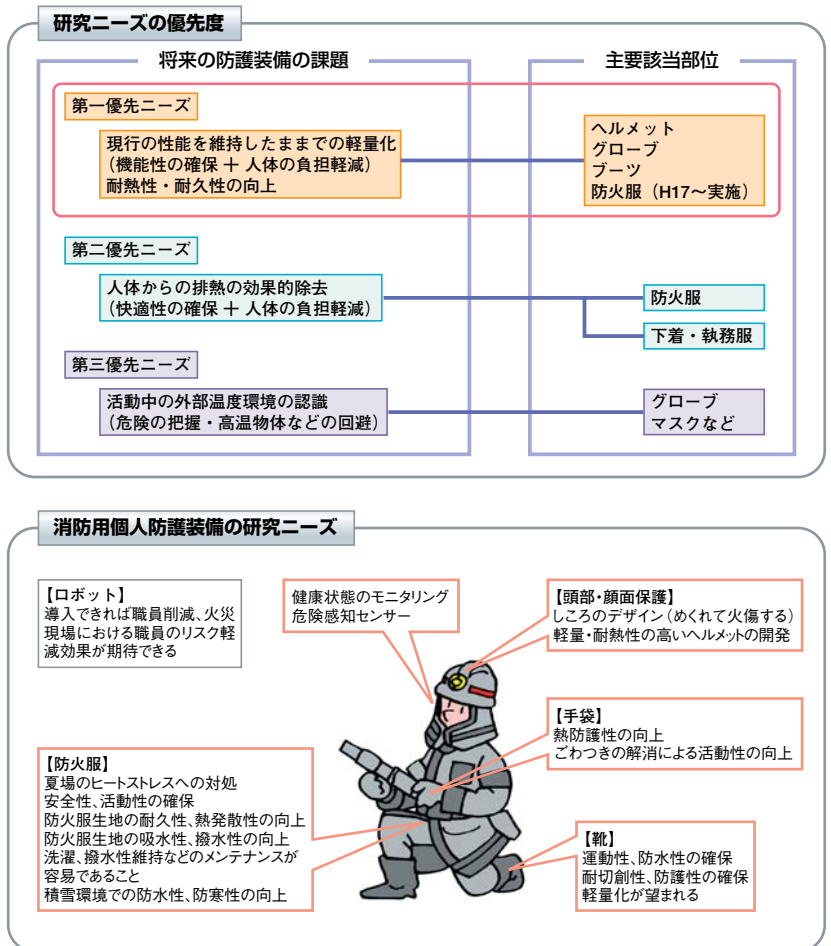 研究ニーズの優先度
将来の防護装備の課題
主要該当部位
第一優先ニーズ
現行の性能を維持したままでの軽量化
(機能性の確保 + 人体の負担軽減)
耐熱性・耐久性の向上
ヘルメット
グローブ
ブーツ
防火服(H17〜実施)
第二優先ニーズ
人体からの排熱の効果的除去
(快適性の確保 + 人体の負担軽減)
防火服
下着・執務服
第三優先ニーズ
活動中の外部温度環境の認識
(危険の把握・高温物体などの回避)
グローブ
マスクなど
消防用個人防護装備の研究ニーズ
【ロボット】
導入できれば職員削減、火災
現場における職員のリスク軽
減効果が期待できる
健康状態のモニタリング
危険感知センサー
【頭部・顔面保護】
しころのデザイン(めくれて火傷する)
軽量・耐熱性の高いヘルメットの開発
【手袋】
熱防護性の向上
ごわつきの解消による活動性の向上
【防火服】
夏場のヒートストレスへの対処
安全性、活動性の確保
防火服生地の耐久性、熱発散性の向上
防火服生地の吸水性、撥水性の向上
洗濯、撥水性維持などのメンテナンスが
容易であること
積雪環境での防水性、防寒性の向上
【靴】
運動性、防水性の確保
耐切創性、防護性の確保
軽量化が望まれる